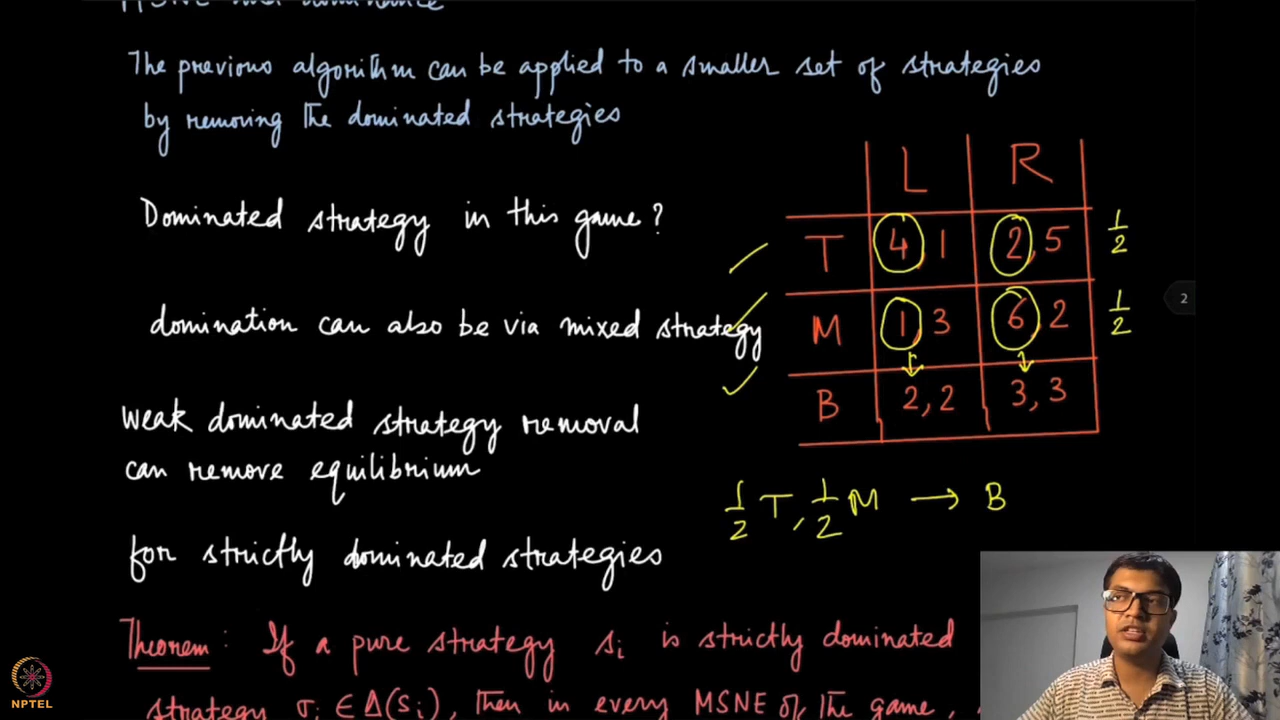 MSNE and dominance
The previous algorithm can be applied to a smaller set of strategies
by removing the dominated strategies
Dominated strategy in this game?
domination can also be via mixed strategy
weak dominated strategy removal
can remove equilibrium
for strictly dominated strategies
L R
T 4, 1 2, 5 1/2
M 1, 3 6, 2 1/2
B 2, 2 3, 3
1/2 T, 1/2 M → B
2
Theorem: If a pure strategy si is strictly dominated
strategy σi ∈ Δ(Si), then in every MSNE of the game,
NPTEL